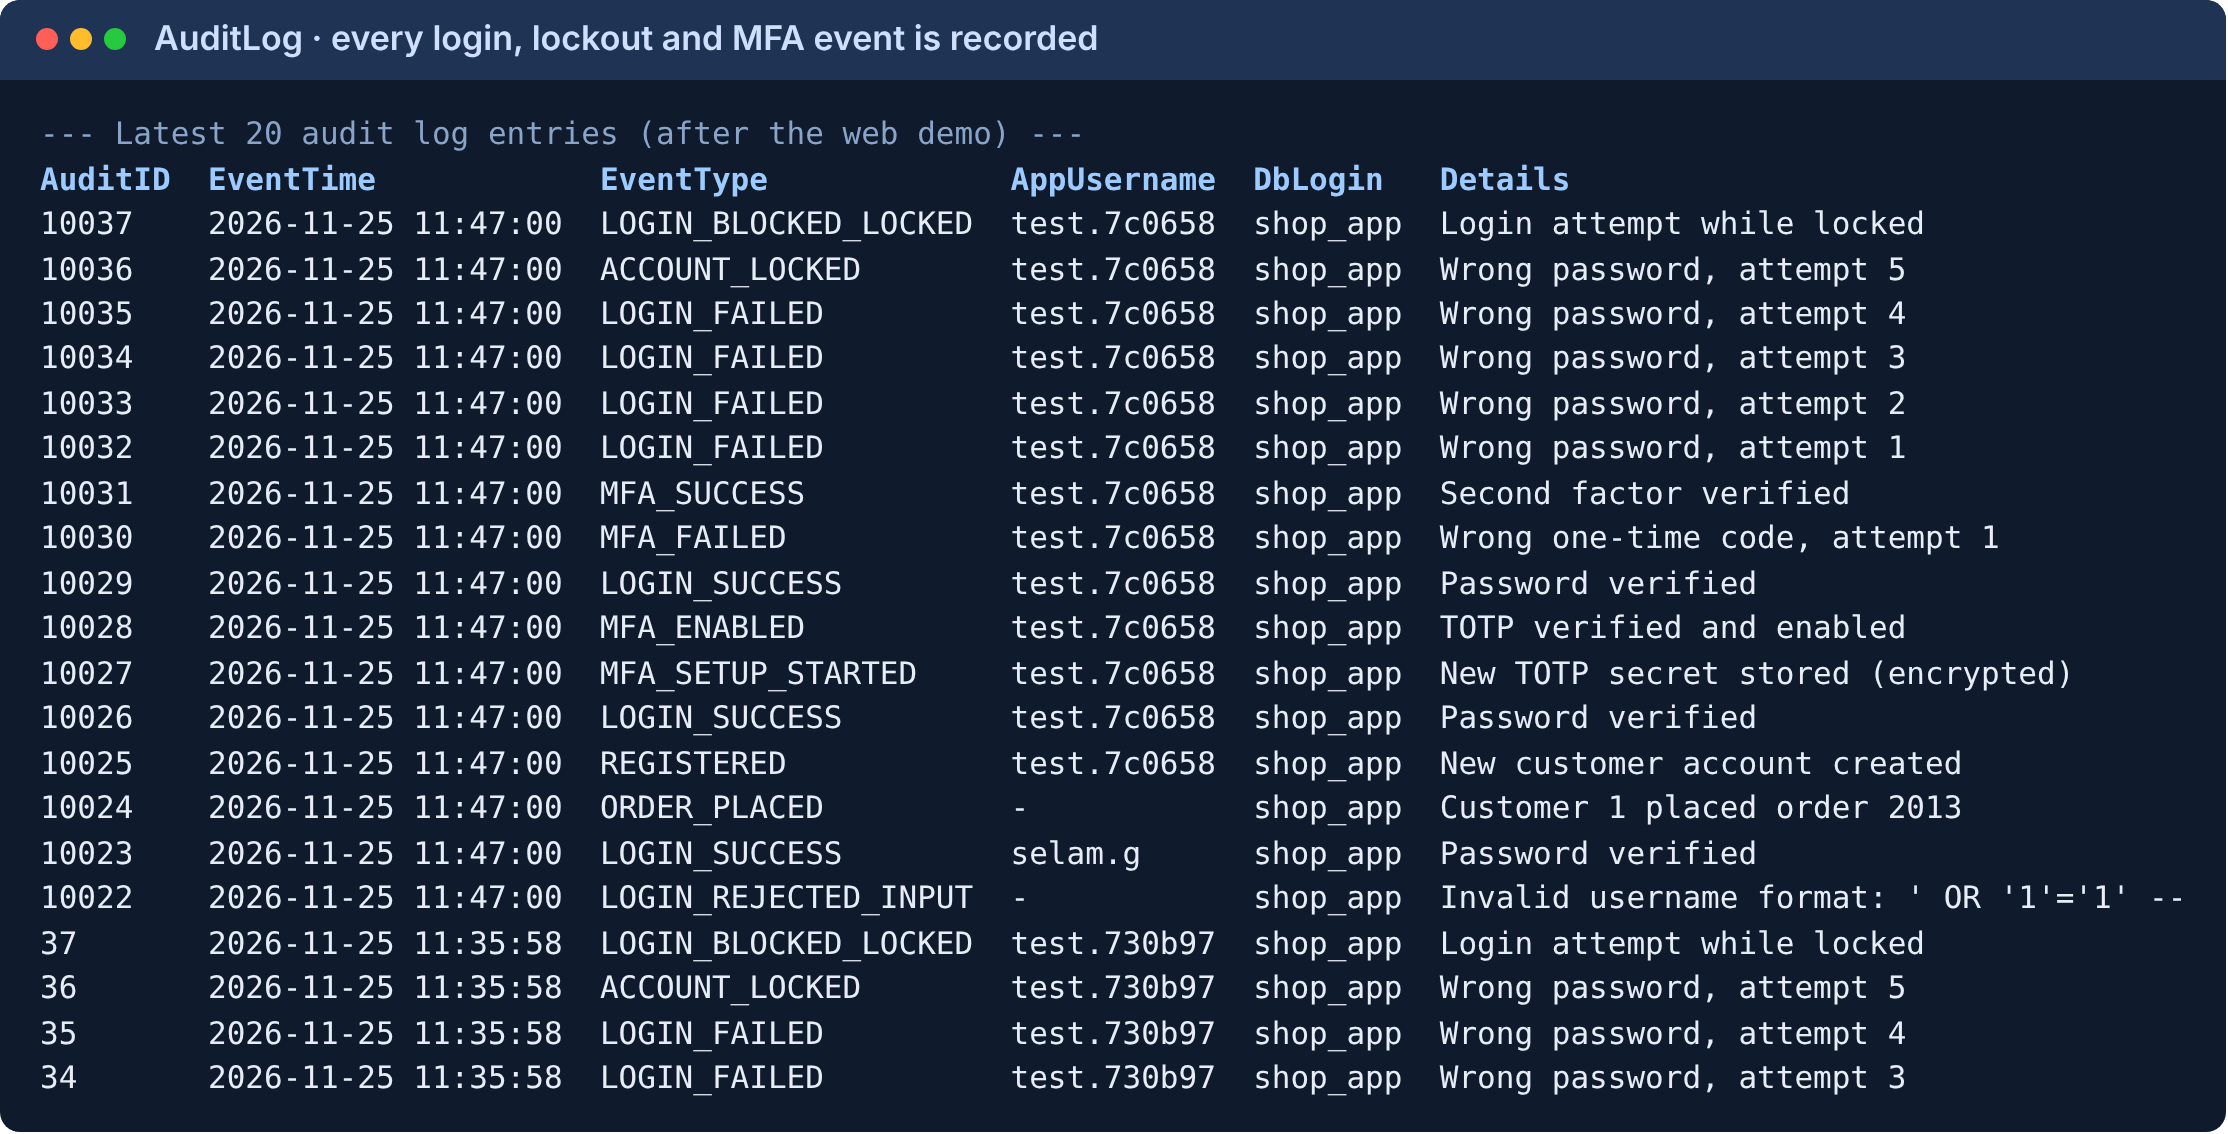 AuditLog · every login, lockout and MFA event is recorded
--- Latest 20 audit log entries (after the web demo) ---
AuditID  EventTime            EventType             AppUsername  DbLogin   Details
10037    2026-11-25 11:47:00  LOGIN_BLOCKED_LOCKED  test.7c0658  shop_app  Login attempt while locked
10036    2026-11-25 11:47:00  ACCOUNT_LOCKED        test.7c0658  shop_app  Wrong password, attempt 5
10035    2026-11-25 11:47:00  LOGIN_FAILED          test.7c0658  shop_app  Wrong password, attempt 4
10034    2026-11-25 11:47:00  LOGIN_FAILED          test.7c0658  shop_app  Wrong password, attempt 3
10033    2026-11-25 11:47:00  LOGIN_FAILED          test.7c0658  shop_app  Wrong password, attempt 2
10032    2026-11-25 11:47:00  LOGIN_FAILED          test.7c0658  shop_app  Wrong password, attempt 1
10031    2026-11-25 11:47:00  MFA_SUCCESS           test.7c0658  shop_app  Second factor verified
10030    2026-11-25 11:47:00  MFA_FAILED            test.7c0658  shop_app  Wrong one-time code, attempt 1
10029    2026-11-25 11:47:00  LOGIN_SUCCESS         test.7c0658  shop_app  Password verified
10028    2026-11-25 11:47:00  MFA_ENABLED           test.7c0658  shop_app  TOTP verified and enabled
10027    2026-11-25 11:47:00  MFA_SETUP_STARTED     test.7c0658  shop_app  New TOTP secret stored (encrypted)
10026    2026-11-25 11:47:00  LOGIN_SUCCESS         test.7c0658  shop_app  Password verified
10025    2026-11-25 11:47:00  REGISTERED            test.7c0658  shop_app  New customer account created
10024    2026-11-25 11:47:00  ORDER_PLACED          -            shop_app  Customer 1 placed order 2013
10023    2026-11-25 11:47:00  LOGIN_SUCCESS         selam.g      shop_app  Password verified
10022    2026-11-25 11:47:00  LOGIN_REJECTED_INPUT  -            shop_app  Invalid username format: ' OR '1'='1' --
37       2026-11-25 11:35:58  LOGIN_BLOCKED_LOCKED  test.730b97  shop_app  Login attempt while locked
36       2026-11-25 11:35:58  ACCOUNT_LOCKED        test.730b97  shop_app  Wrong password, attempt 5
35       2026-11-25 11:35:58  LOGIN_FAILED          test.730b97  shop_app  Wrong password, attempt 4
34       2026-11-25 11:35:58  LOGIN_FAILED          test.730b97  shop_app  Wrong password, attempt 3